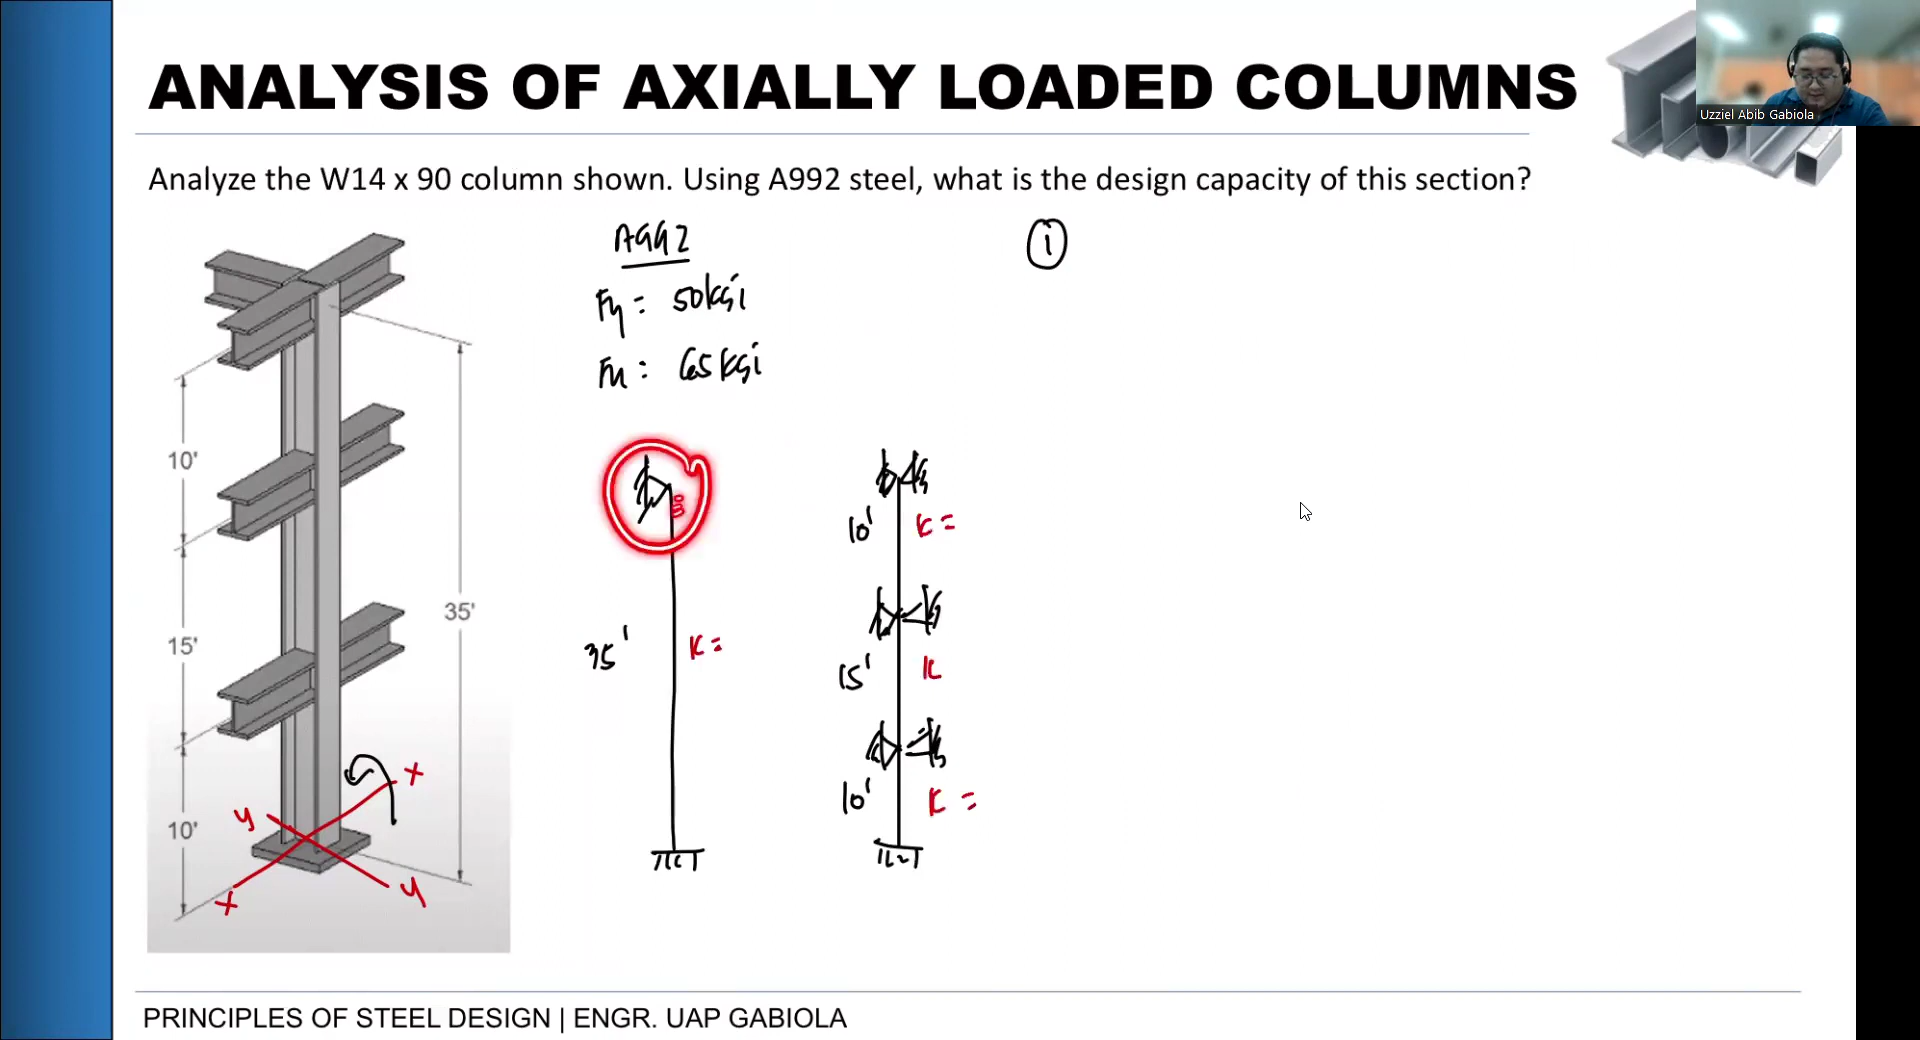 ANALYSIS OF AXIALLY LOADED COLUMNS
Uzziel Abib Gabiola
Analyze the W14 x 90 column shown. Using A992 steel, what is the design capacity of this section?
A992
Fy = 50ksi
Fu = 65ksi
1
10'
15'
10'
35'
x
y
y
x
35'
K =
10'
K =
15'
K
10'
K =
PRINCIPLES OF STEEL DESIGN | ENGR. UAP GABIOLA